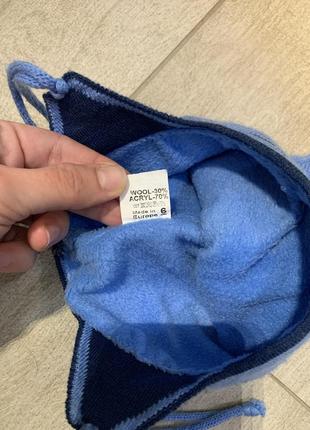 WOOL-30%
ACRYL-70%
Made in
Europe 6